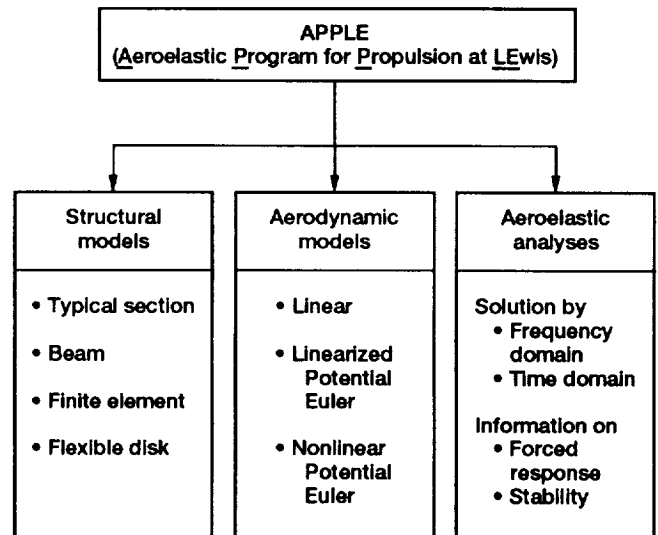 APPLE
(Aeroelastic Program for Propulsion at LEwis)
Structural
models
• Typical section
• Beam
• Finite element
• Flexible disk
Aerodynamic
models
• Linear
• Linearized
Potential
Euler
• Nonlinear
Potential
Euler
Aeroelastic
analyses
Solution by
• Frequency
domain
• Time domain
Information on
• Forced
response
• Stability